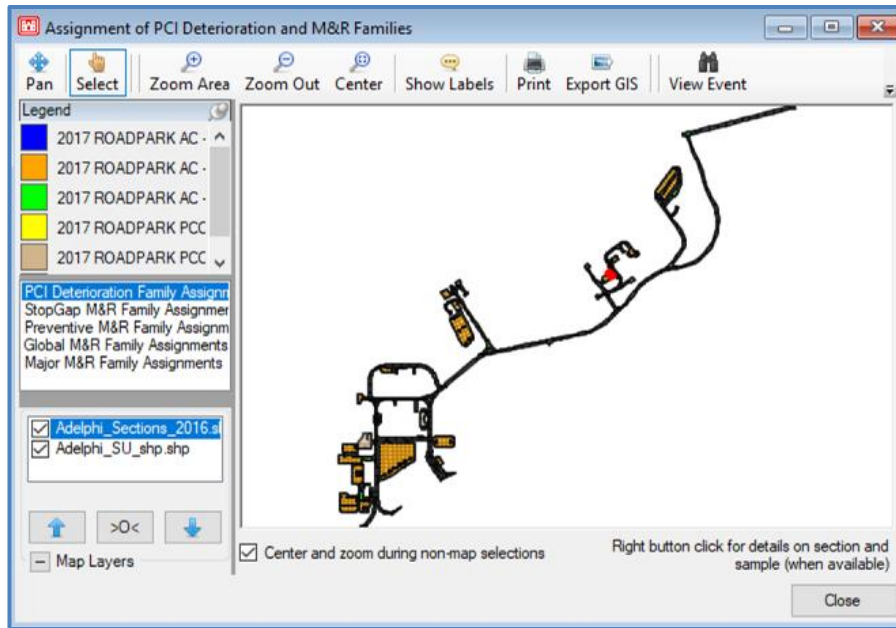 Assignment of PCI Deterioration and M&R Families
Pan Select Zoom Area Zoom Out Center Show Labels Print Export GIS View Event
Legend
2017 ROADPARK AC -
2017 ROADPARK AC -
2017 ROADPARK AC -
2017 ROADPARK PCC
2017 ROADPARK PCC
PCI Deterioration Family Assignm
StopGap M&R Family Assignmer
Preventive M&R Family Assignm
Global M&R Family Assignments
Major M&R Family Assignments
Adelphi_Sections_2016.sl
Adelphi_SU_shp.shp
>0<
Map Layers
Center and zoom during non-map selections
Right button click for details on section and
sample (when available)
Close